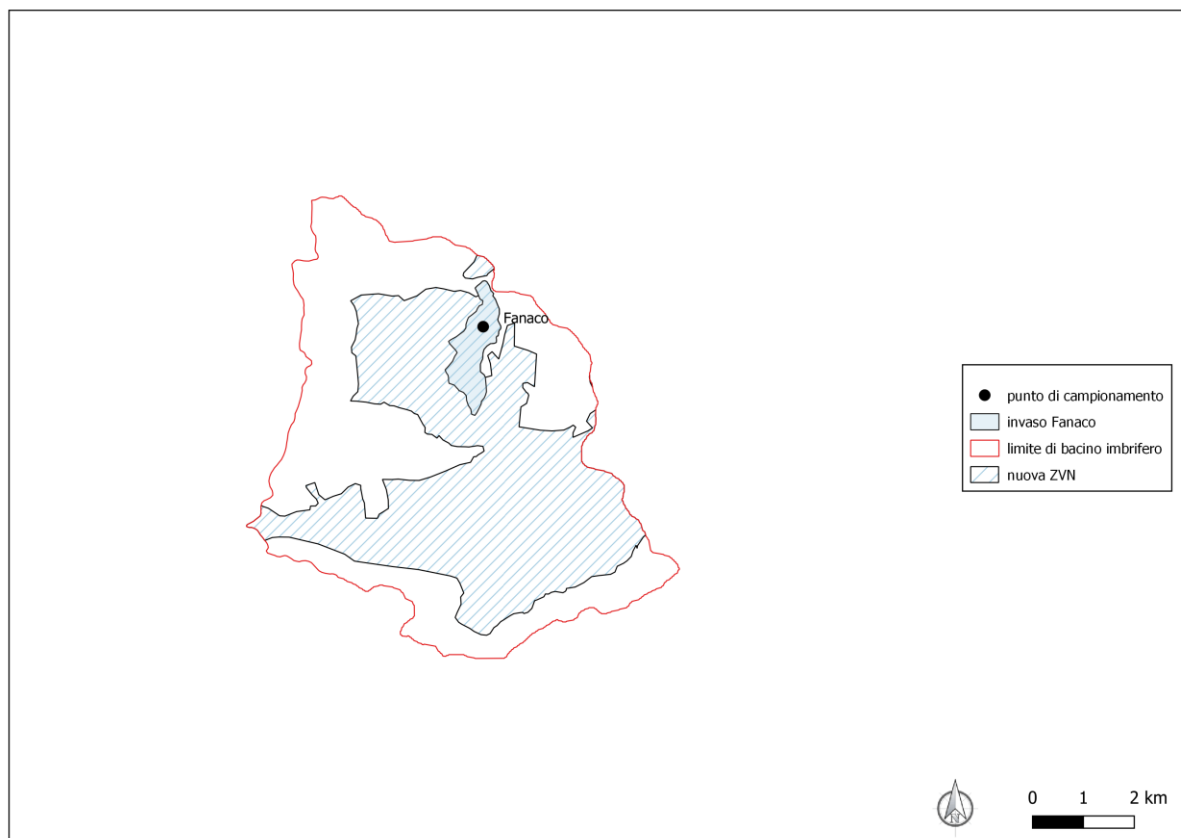 Fanaco
punto di campionamento
invaso Fanaco
limite di bacino imbrifero
nuova ZVN
N
0 1 2 km